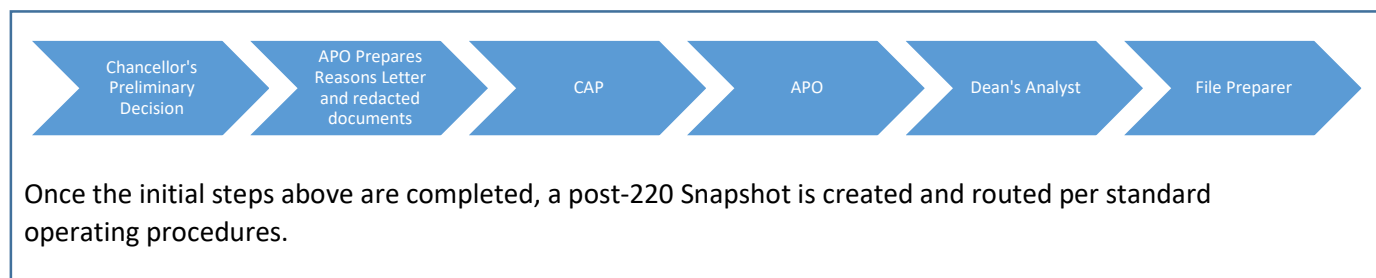 Chancellor's
Preliminary
Decision
APO Prepares
Reasons Letter
and redacted
documents
CAP
APO
Dean's Analyst
File Preparer
Once the initial steps above are completed, a post-220 Snapshot is created and routed per standard
operating procedures.